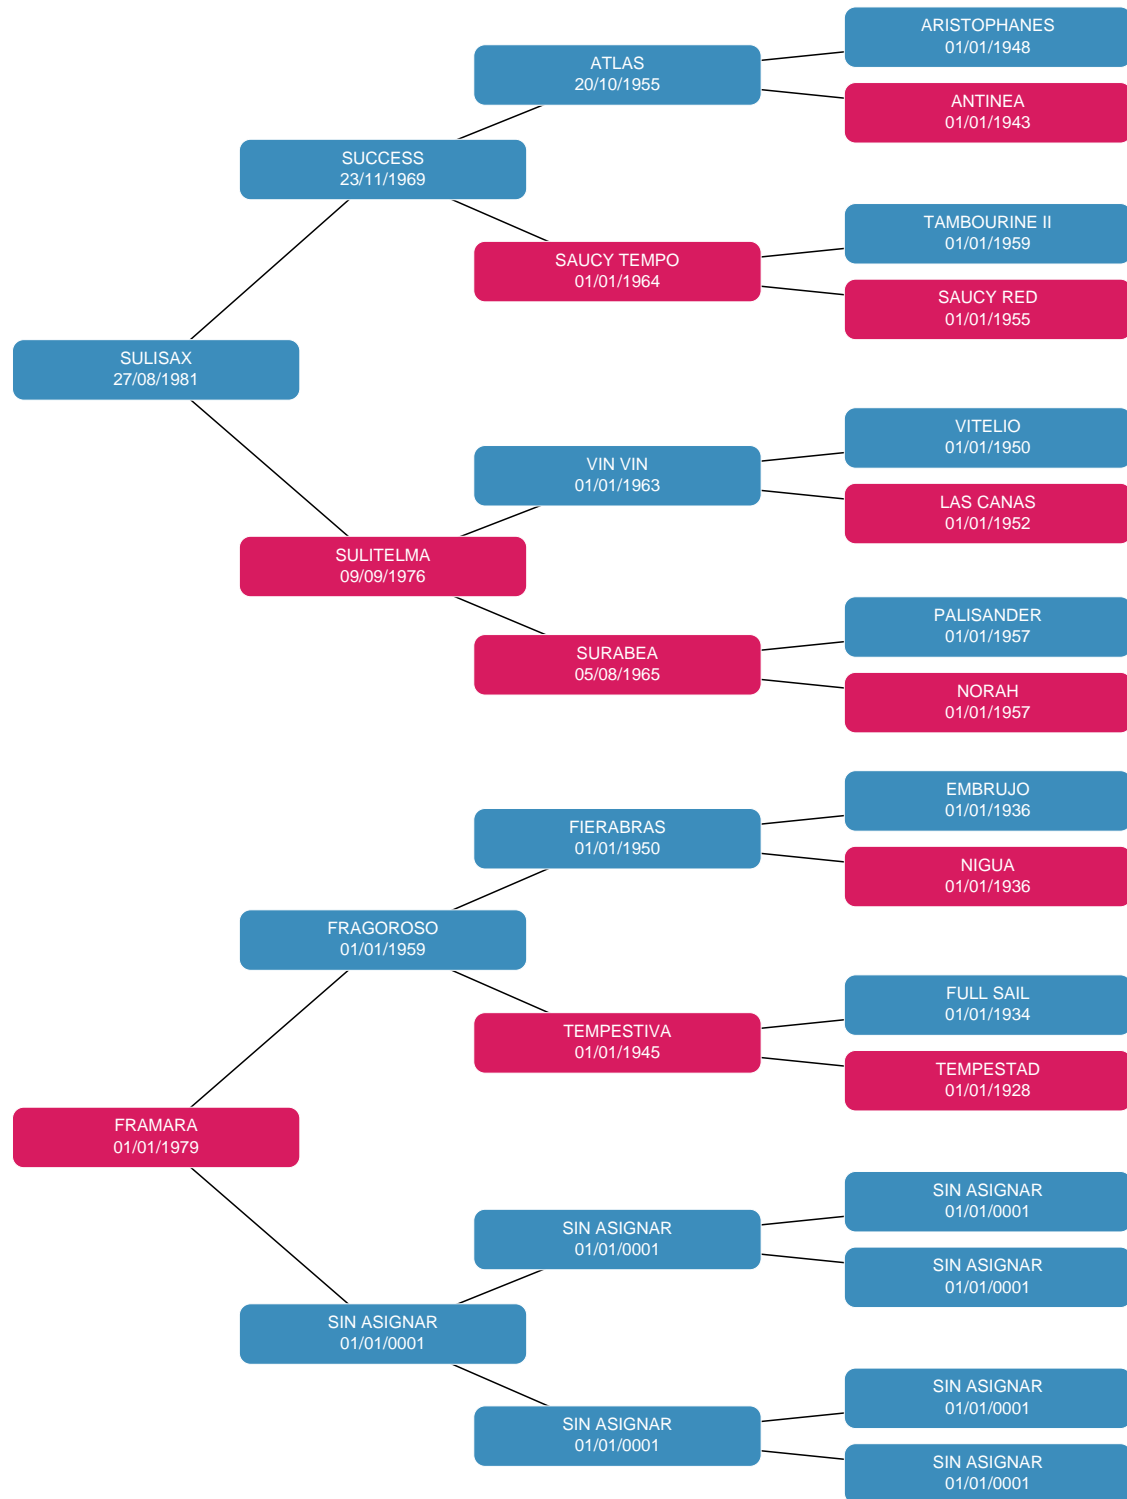 ARISTOPHANES
01/01/1948
ATLAS
20/10/1955
ANTINEA
01/01/1943
SUCCESS
23/11/1969
TAMBOURINE II
01/01/1959
SAUCY TEMPO
01/01/1964
SAUCY RED
01/01/1955
SULISAX
27/08/1981
VITELIO
01/01/1950
VIN VIN
01/01/1963
LAS CANAS
01/01/1952
SULITELMA
09/09/1976
PALISANDER
01/01/1957
SURABEA
05/08/1965
NORAH
01/01/1957
EMBRUJO
01/01/1936
FIERABRAS
01/01/1950
NIGUA
01/01/1936
FRAGOROSO
01/01/1959
FULL SAIL
01/01/1934
TEMPESTIVA
01/01/1945
TEMPESTAD
01/01/1928
FRAMARA
01/01/1979
SIN ASIGNAR
01/01/0001
SIN ASIGNAR
01/01/0001
SIN ASIGNAR
01/01/0001
SIN ASIGNAR
01/01/0001
SIN ASIGNAR
01/01/0001
SIN ASIGNAR
01/01/0001
SIN ASIGNAR
01/01/0001